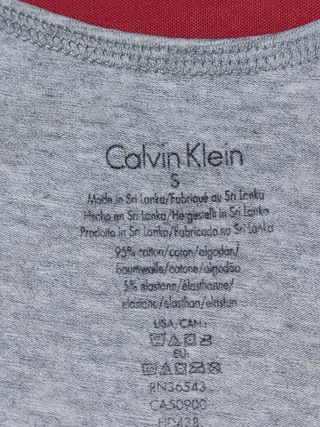 Calvin Klein
S
Made in Sri Lanka/Fabriqué au Sri Lanka
Hecho en Sri Lanka/Hergestellt in Sri Lanka
Prodotto in Sri Lanka/Fabricado no Sri Lanka
95% cotton/coton/algodón/
baumwolle/cotone/algodão
5% elastane/élasthanne/
elastano/elasthan/elastan
USA/CAN:
EU:
RN36543
CA50900